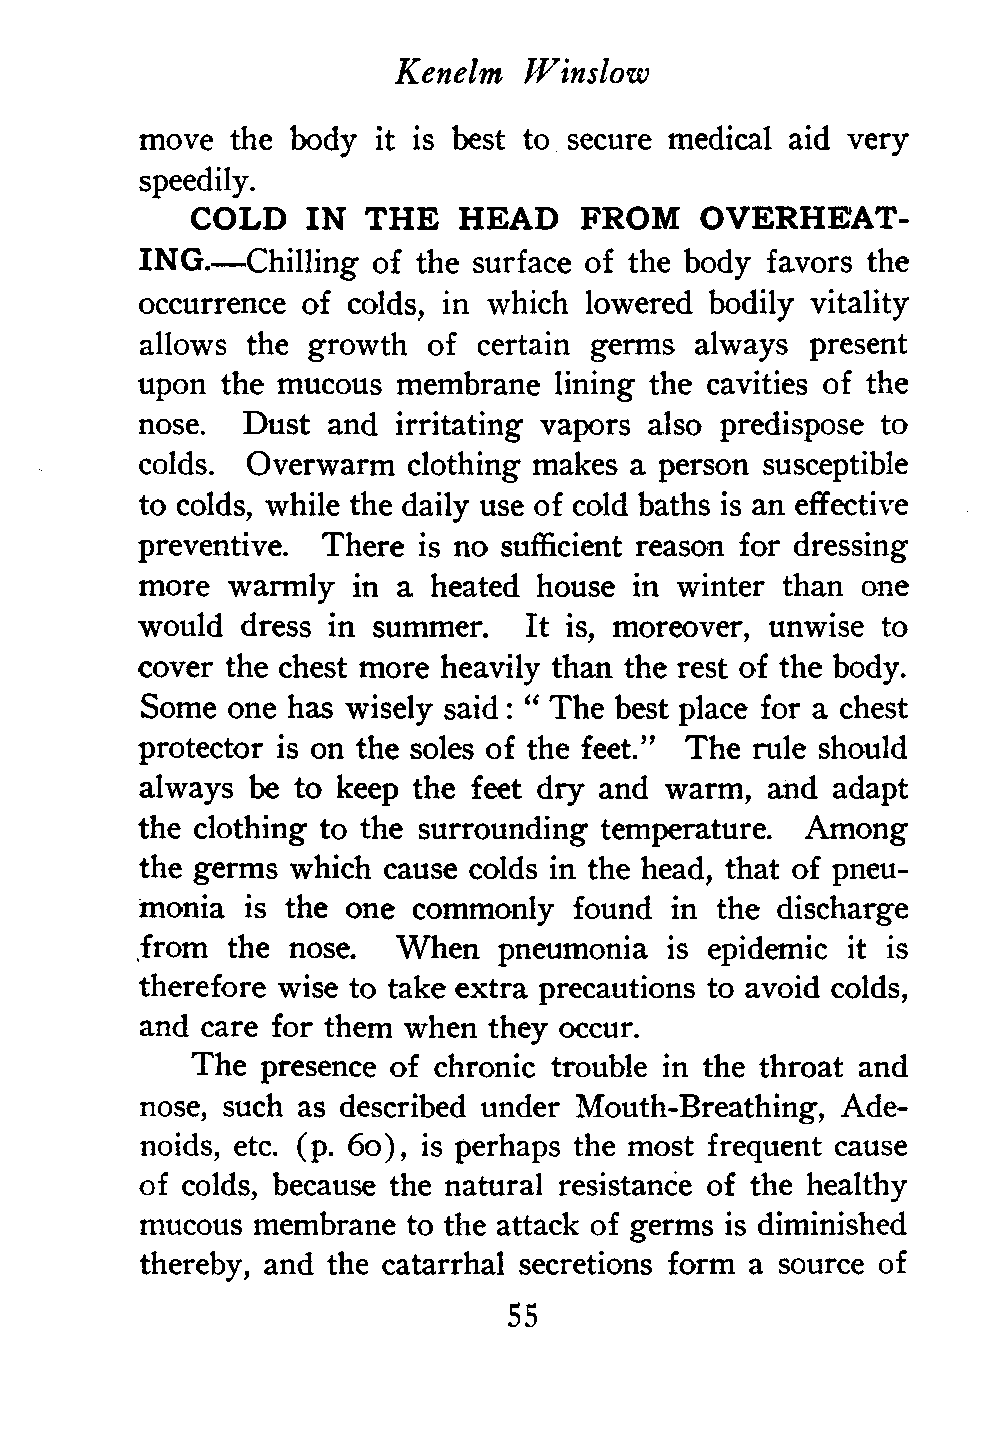 Kenelm Winslow
move the body it is best to secure medical aid very
speedily.
COLD IN THE HEAD FROM OVERHEAT-
ING.—Chilling of the surface of the body favors the
occurrence of colds, in which lowered bodily vitality
allows the growth of certain germs always present
upon the mucous membrane lining the cavities of the
nose. Dust and irritating vapors also predispose to
colds. Overwarm clothing makes a person susceptible
to colds, while the daily use of cold baths is an effective
preventive. There is no sufficient reason for dressing
more warmly in a heated house in winter than one
would dress in summer. It is, moreover, unwise to
cover the chest more heavily than the rest of the body.
Some one has wisely said: “ The best place for a chest
protector is on the soles of the feet.” The rule should
always be to keep the feet dry and warm, and adapt
the clothing to the surrounding temperature. Among
the germs which cause colds in the head, that of pneu-
monia is the one commonly found in the discharge
from the nose. When pneumonia is epidemic it is
therefore wise to take extra precautions to avoid colds,
and care for them when they occur.
The presence of chronic trouble in the throat and
nose, such as described under Mouth-Breathing, Ade-
noids, etc. (p. 60), is perhaps the most frequent cause
of colds, because the natural resistance of the healthy
mucous membrane to the attack of germs is diminished
thereby, and the catarrhal secretions form a source of
55